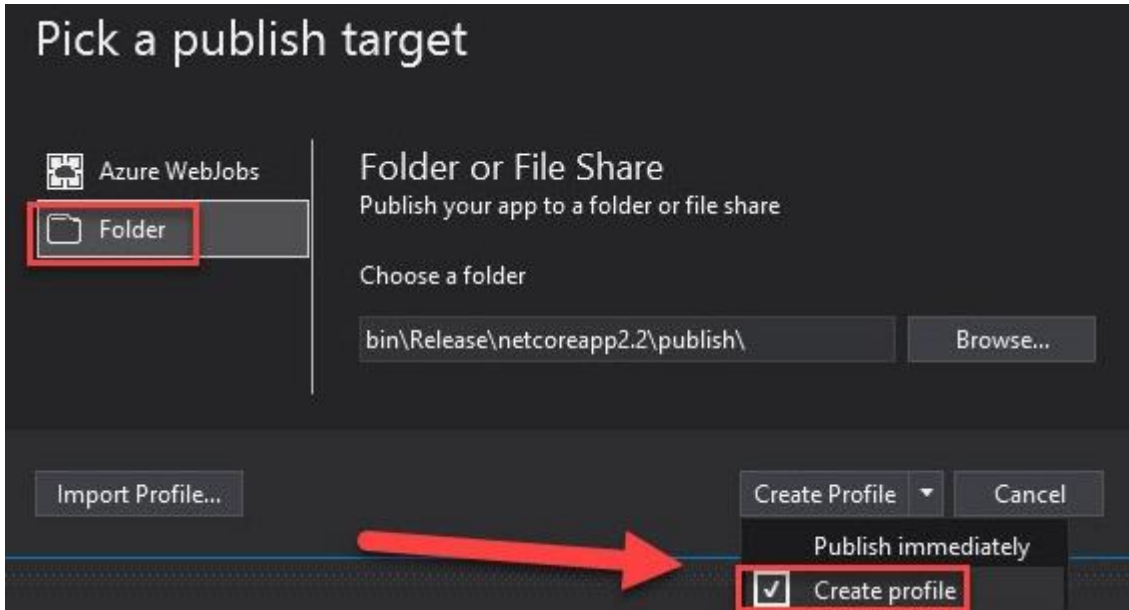 Pick a publish target
Azure WebJobs
Folder
Folder or File Share
Publish your app to a folder or file share
Choose a folder
bin\Release\netcoreapp2.2\publish\
Browse...
Import Profile...
Create Profile
Cancel
Publish immediately
Create profile